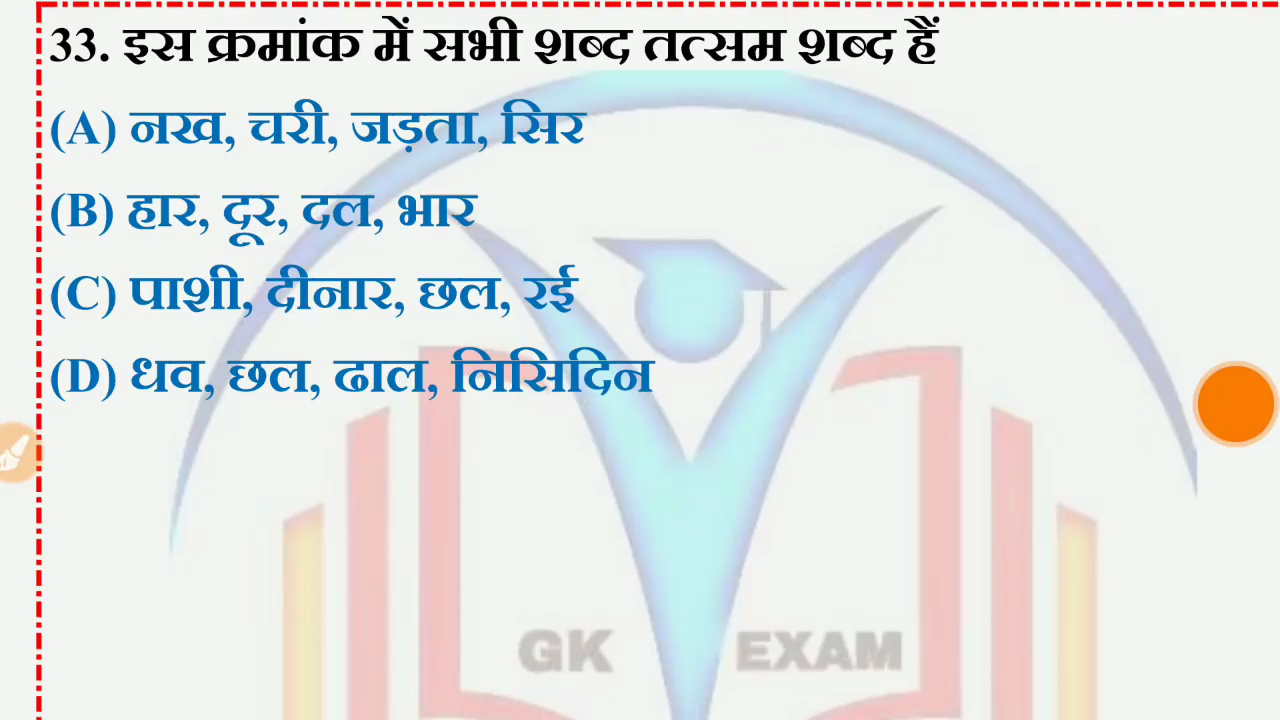 33. इस क्रमांक में सभी शब्द तत्सम शब्द हैं
(A) नख, चरी, जड़ता, सिर
(B) हार, दूर, दल, भार
(C) पाशी, दीनार, छल, रई
(D) धव, छल, ढाल, निसिदिन
GK EXAM